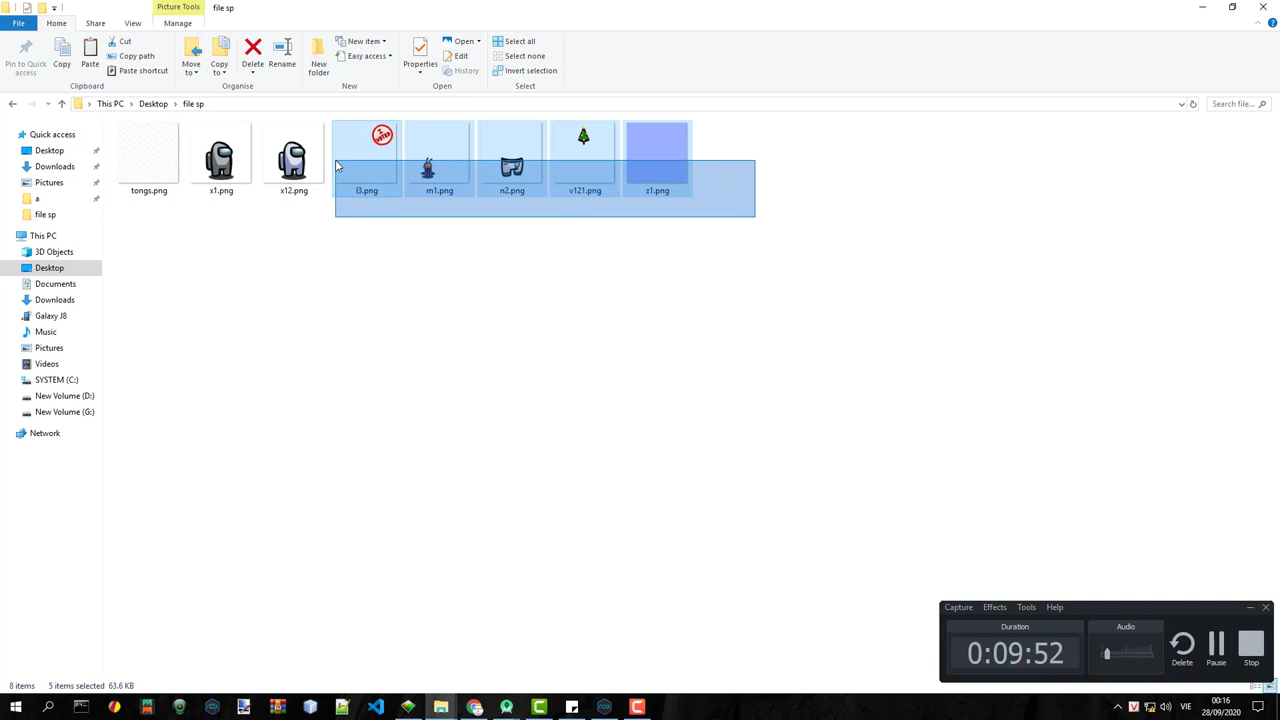 Picture Tools
file sp
File
Home
Share
View
Manage
Pin to Quick access
Copy
Paste
Cut
Copy path
Paste shortcut
Clipboard
Move to
Copy to
Delete
Rename
Organise
New folder
New item
Easy access
New
Properties
Open
Edit
History
Open
Select all
Select none
Invert selection
Select
This PC
Desktop
file sp
Search file...
Quick access
Desktop
Downloads
Pictures
a
file sp
This PC
3D Objects
Desktop
Documents
Downloads
Galaxy J8
Music
Pictures
Videos
SYSTEM (C:)
New Volume (D:)
New Volume (G:)
Network
I
VOTED
tongs.png
x1.png
x12.png
l3.png
m1.png
n2.png
v121.png
z1.png
Capture
Effects
Tools
Help
Duration
Audio
0:09:52
Delete
Pause
Stop
8 items
5 items selected
63.6 KB
VIE
00:16
28/09/2020